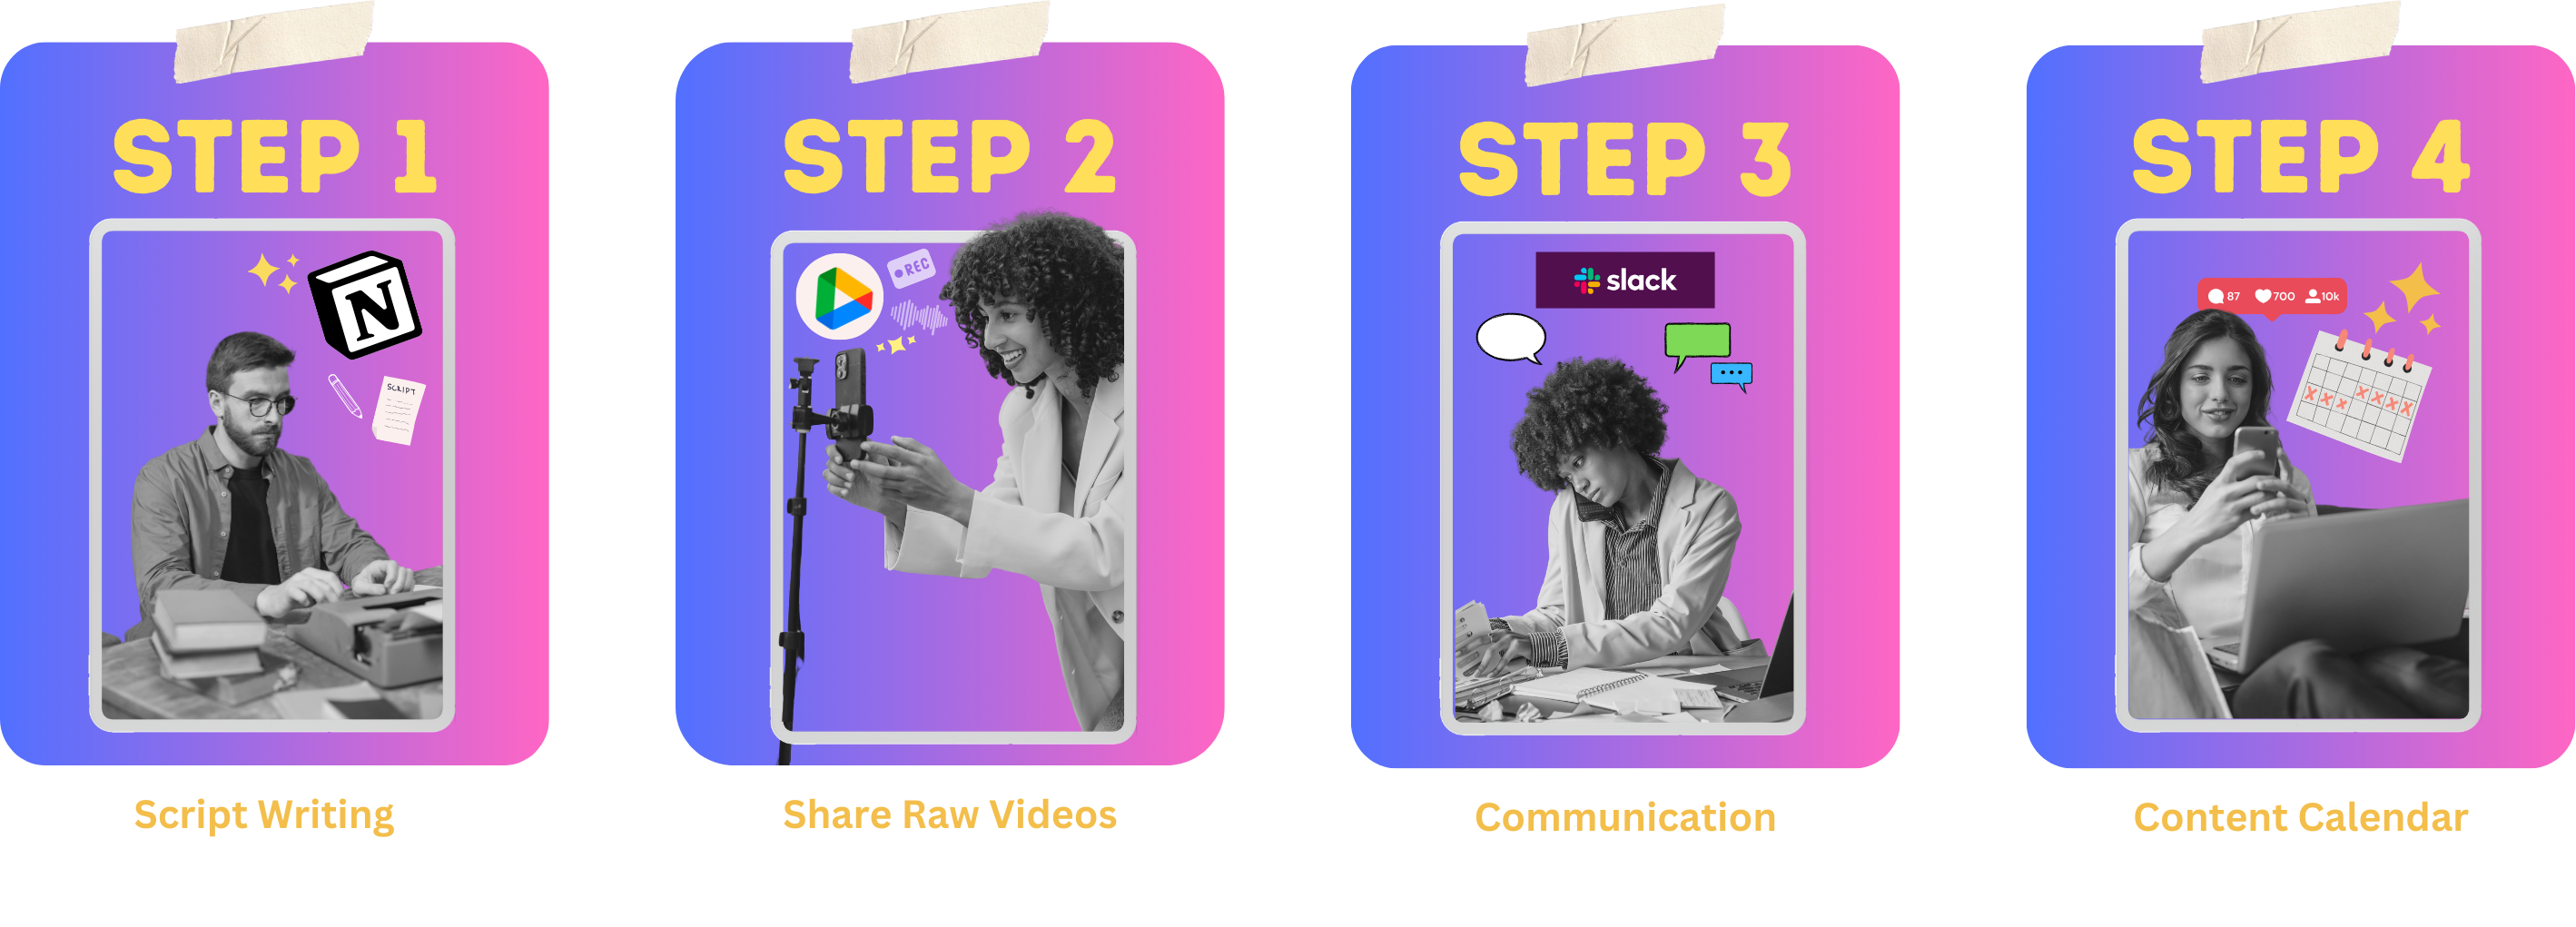 STEP 1
N
SCRIPT
Script Writing
STEP 2
REC
Share Raw Videos
STEP 3
slack
Communication
STEP 4
87 700 10k
Content Calendar